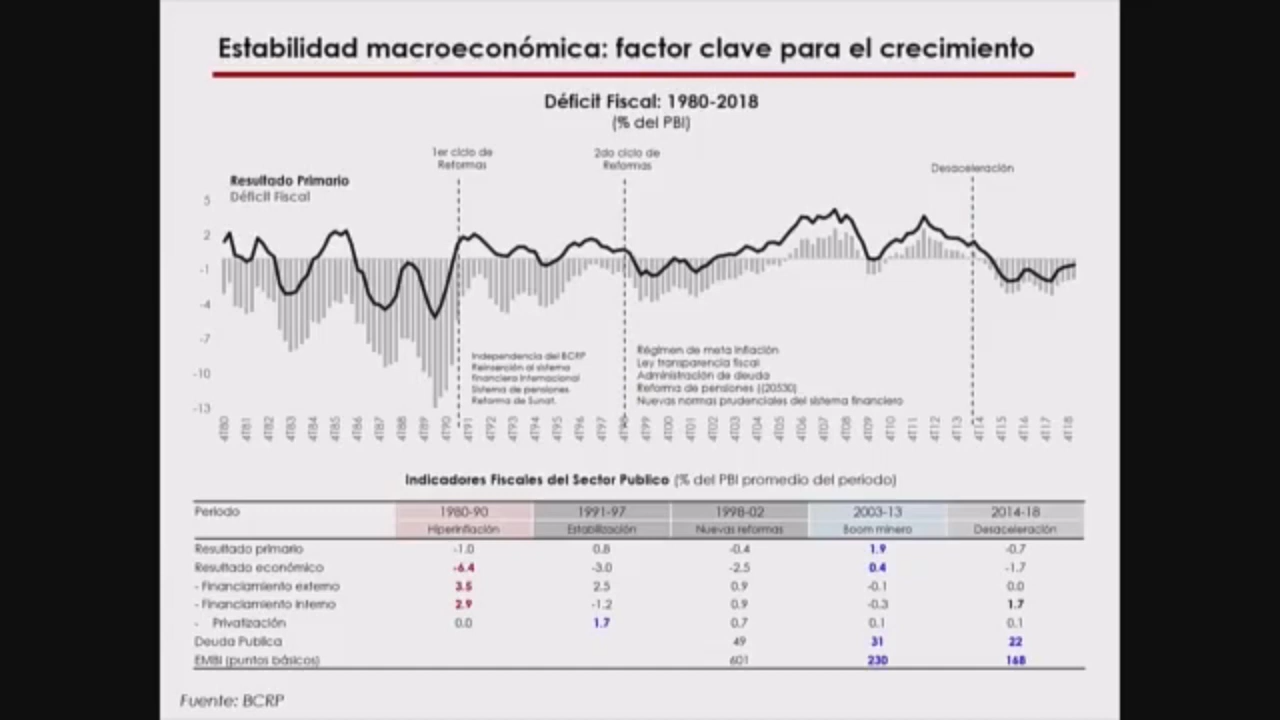 Estabilidad macroeconómica: factor clave para el crecimiento
Déficit Fiscal: 1980-2018
(% del PBI)
1er ciclo de
Reformas
2do ciclo de
Reformas
Desaceleración
Resultado Primario
Déficit Fiscal
5
2
-1
-4
-7
-10
-13
Independencia del BCRP
Reinserción al sistema
financiero internacional
Sistema de pensiones
Reforma de Sunat.
Régimen de meta inflación
Ley transparencia fiscal
Administración de deuda
Reforma de pensiones ((20530)
Nuevas normas prudenciales del sistema financiero
4T80 4T81 4T82 4T83 4T84 4T85 4T86 4T87 4T88 4T89 4T90 4T91 4T92 4T93 4T94 4T95 4T96 4T97 4T98 4T99 4T00 4T01 4T02 4T03 4T04 4T05 4T06 4T07 4T08 4T09 4T10 4T11 4T12 4T13 4T14 4T15 4T16 4T17 4T18
Indicadores Fiscales del Sector Publico (% del PBI promedio del periodo)
Periodo 1980-90 1991-97 1998-02 2003-13 2014-18
Hiperinflación Estabilización Nuevas reformas Boom minero Desaceleración
Resultado primario -1.0 0.8 -0.4 1.9 -0.7
Resultado económico -6.4 -3.0 -2.5 0.4 -1.7
- Financiamiento externo 3.5 2.5 0.9 -0.1 0.0
- Financiamiento interno 2.9 -1.2 0.9 -0.3 1.7
- Privatización 0.0 1.7 0.7 0.1 0.1
Deuda Publica 49 31 22
EMBI (puntos básicos) 601 230 168
Fuente: BCRP